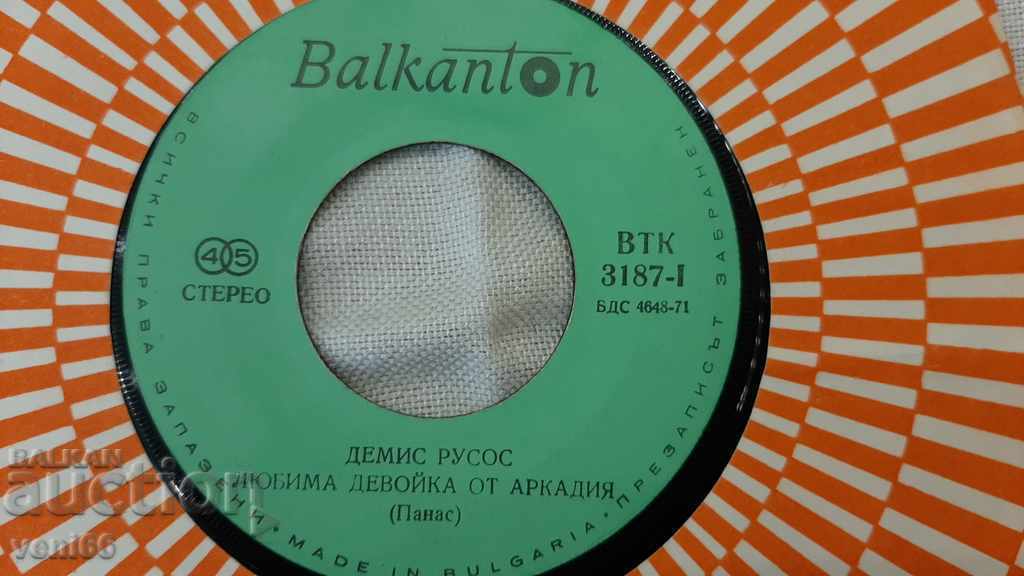 Balkanton
45
СТЕРЕО
ВТК
3187-I
БДС 4648-71
ДЕМИС РУСОС
ЛЮБИМА ДЕВОЙКА ОТ АРКАДИЯ
(Панас)
ВСИЧКИ ПРАВА ЗАПАЗЕНИ • MADE IN BULGARIA • ПРЕЗАПИСЪТ ЗАБРАНЕН
BALKAN
AUCTION
veni66